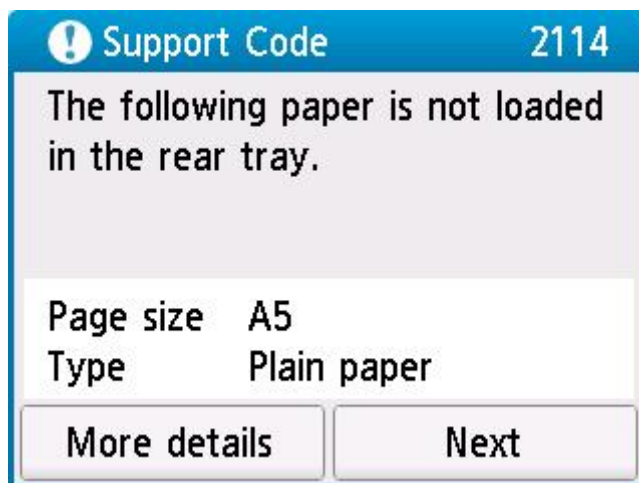 Support Code 2114
The following paper is not loaded
in the rear tray.
Page size A5
Type Plain paper
More details Next